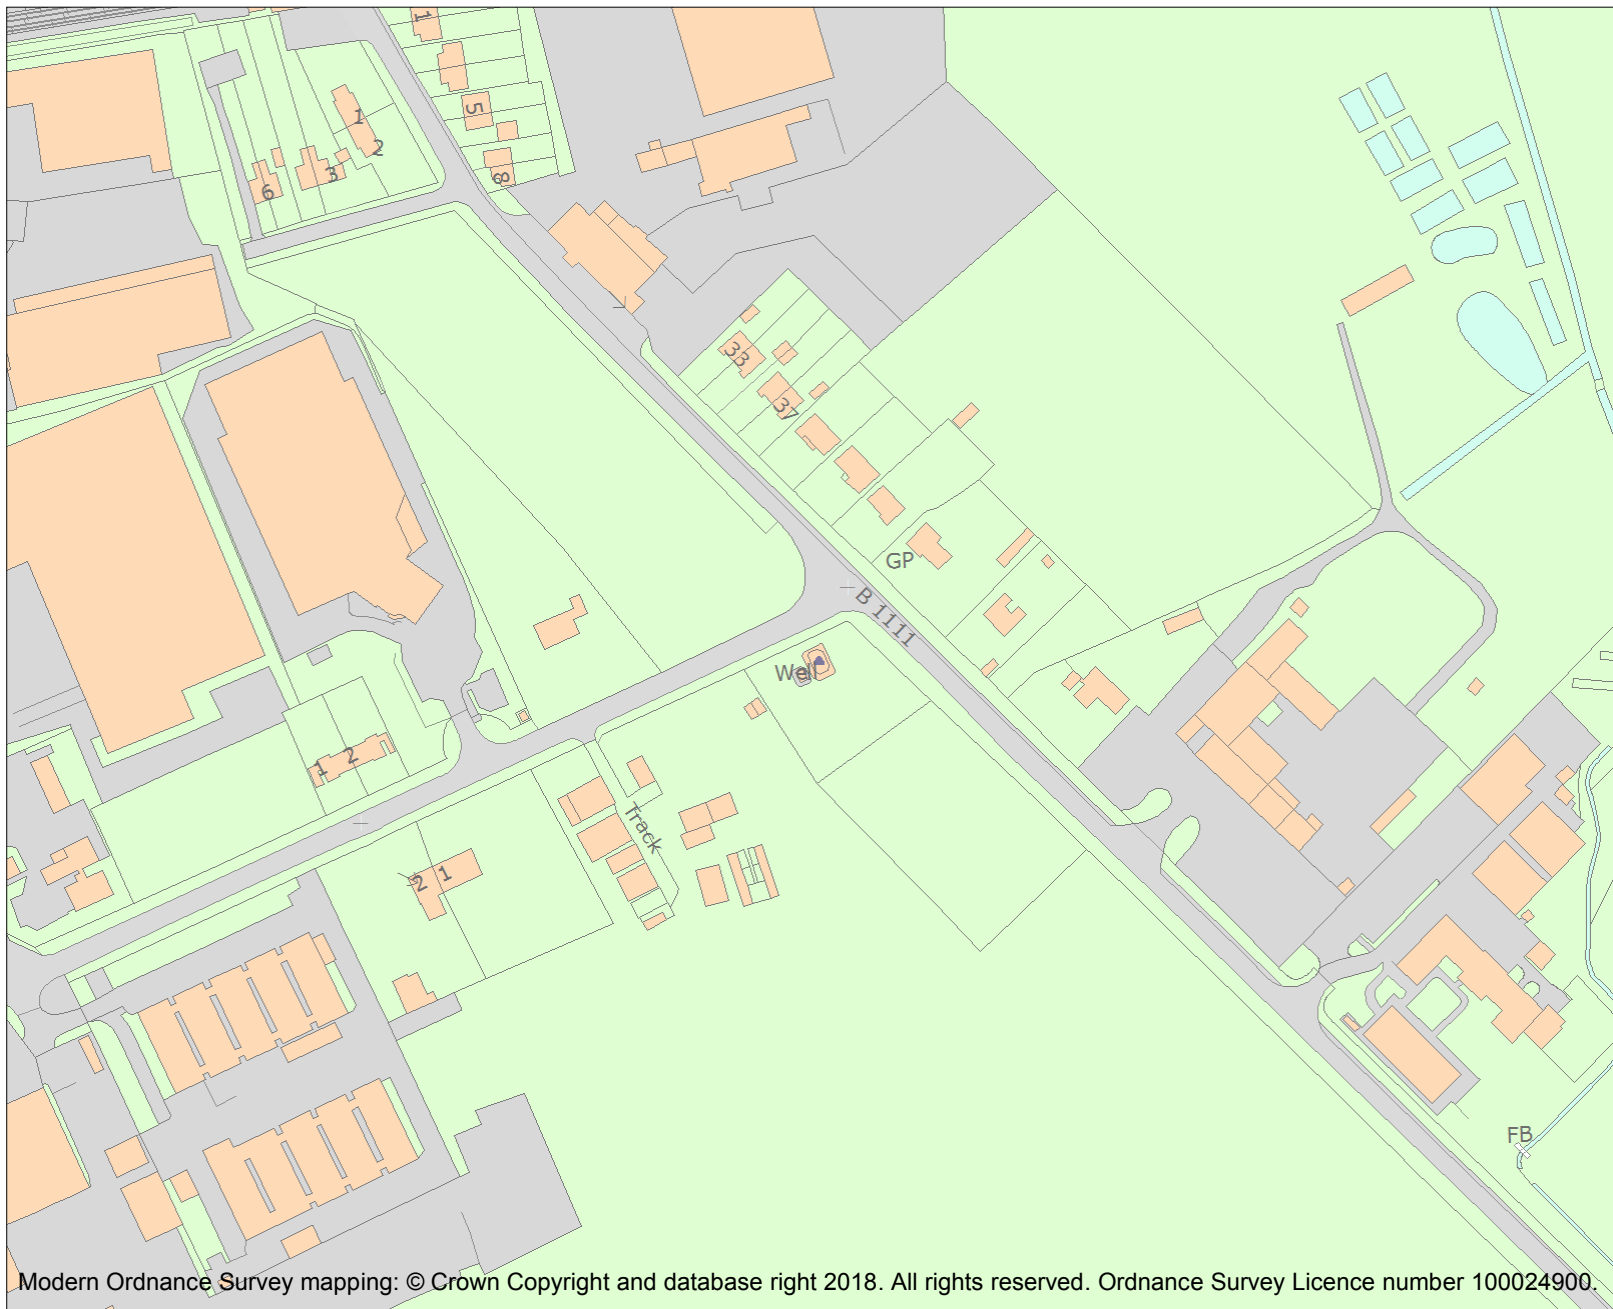 1
5
8
1
2
3
6
33
37
GP
B 1111
Well
1 2
Track
2 1
FB
Modern Ordnance Survey mapping: © Crown Copyright and database right 2018. All rights reserved. Ordnance Survey Licence number 100024900.